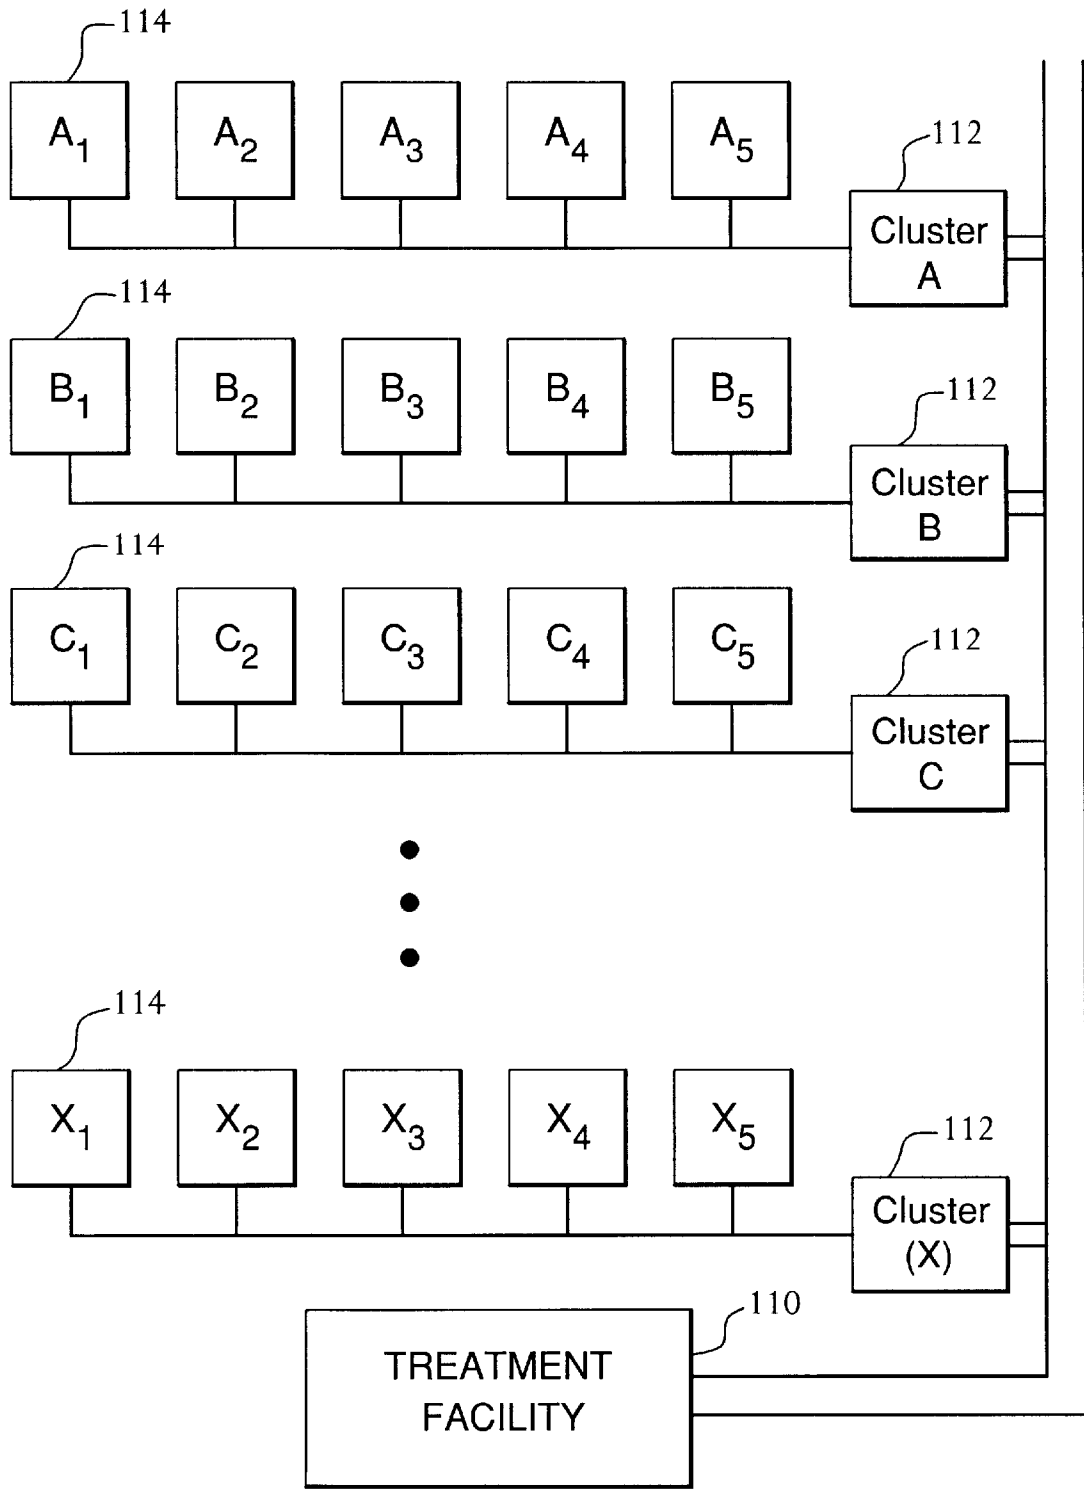 114
A1 A2 A3 A4 A5
112
Cluster
A
114
B1 B2 B3 B4 B5
112
Cluster
B
114
C1 C2 C3 C4 C5
112
Cluster
C
114
X1 X2 X3 X4 X5
112
Cluster
(X)
110
TREATMENT
FACILITY